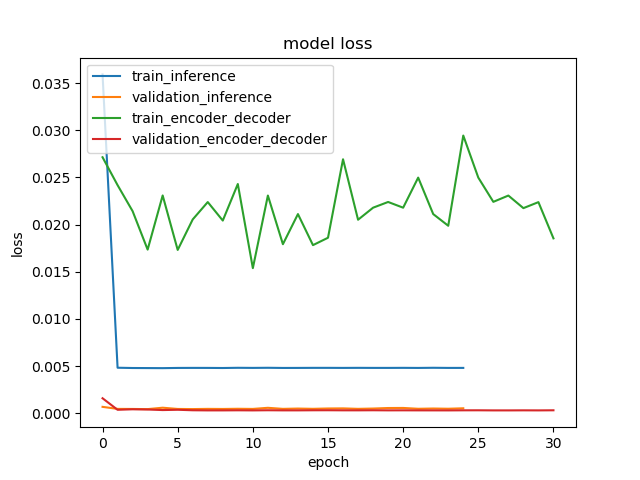 model loss
train_inference
validation_inference
train_encoder_decoder
validation_encoder_decoder
loss
0.035
0.030
0.025
0.020
0.015
0.010
0.005
0.000
0 5 10 15 20 25 30
epoch